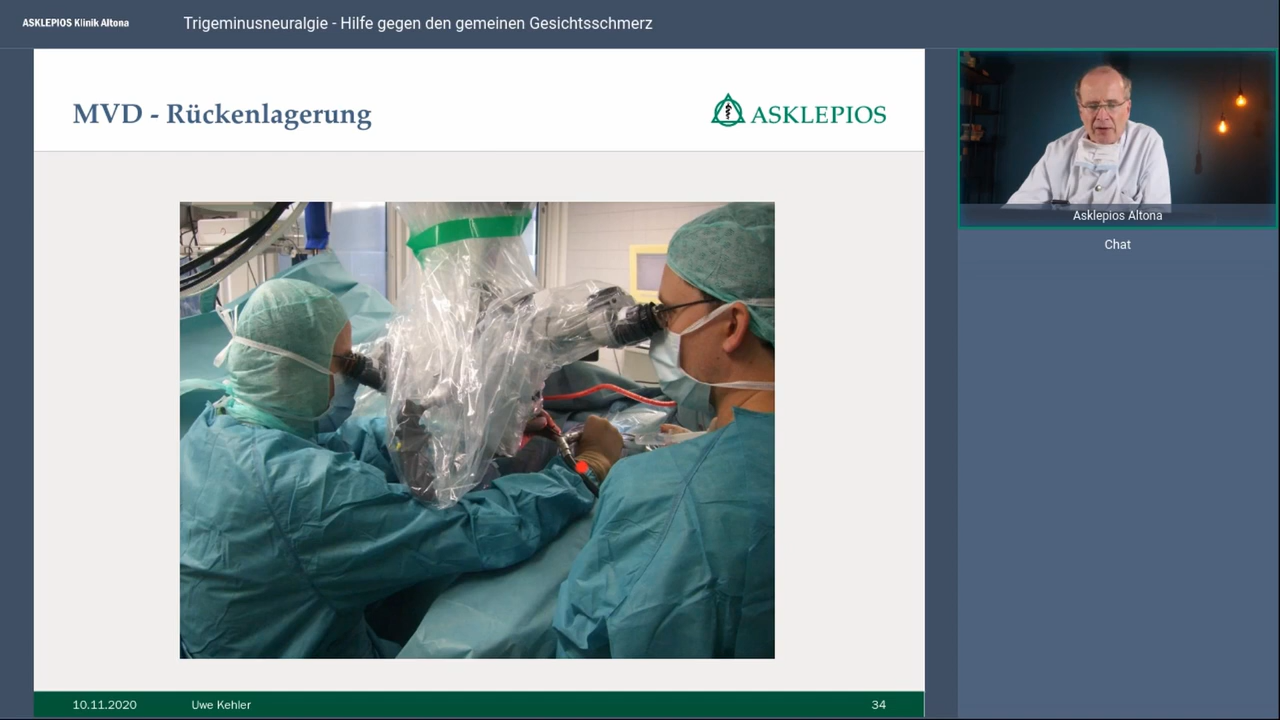 ASKLEPIOS Klinik Altona
Trigeminusneuralgie - Hilfe gegen den gemeinen Gesichtsschmerz
MVD - Rückenlagerung
ASKLEPIOS
Asklepios Altona
Chat
10.11.2020
Uwe Kehler
34